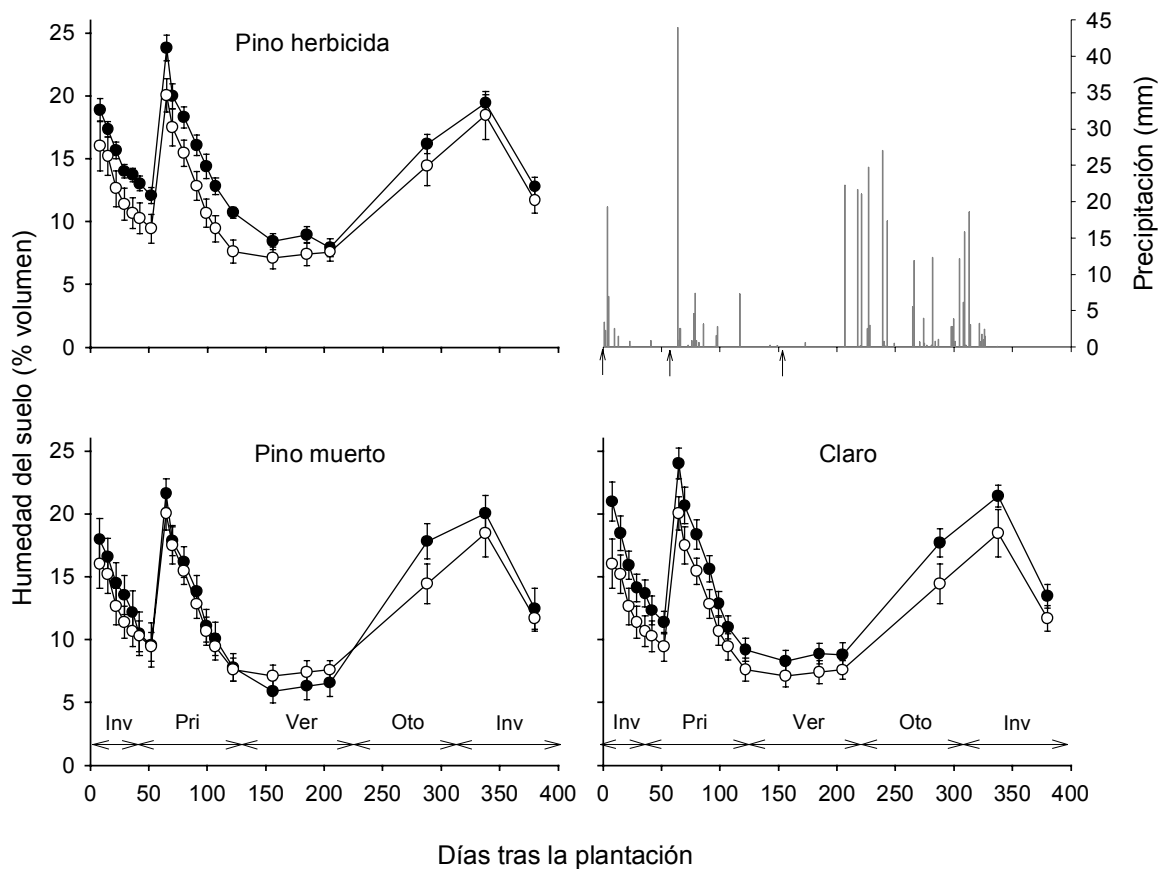 Pino herbicida
25
20
15
10
5
0
45
40
35
30
25
20
15
10
5
0
Precipitación (mm)
Humedad del suelo (% volumen)
Pino muerto
25
20
15
10
5
0
Inv Pri Ver Oto Inv
0 50 100 150 200 250 300 350 400
Claro
Inv Pri Ver Oto Inv
0 50 100 150 200 250 300 350 400
Días tras la plantación